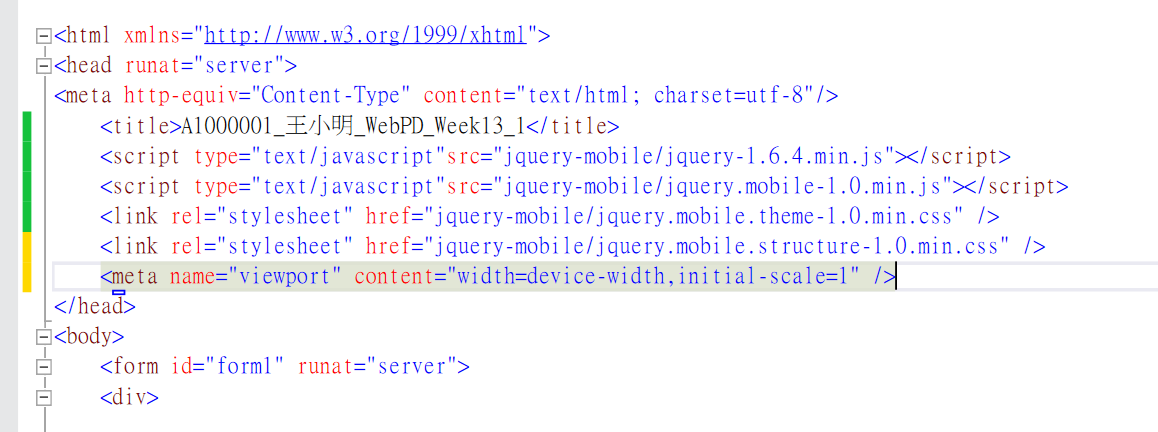 <html xmlns="http://www.w3.org/1999/xhtml">
<head runat="server">
<meta http-equiv="Content-Type" content="text/html; charset=utf-8"/>
<title>A1000001_王小明_WebPD_Week13_1</title>
<script type="text/javascript"src="jquery-mobile/jquery-1.6.4.min.js"></script>
<script type="text/javascript"src="jquery-mobile/jquery.mobile-1.0.min.js"></script>
<link rel="stylesheet" href="jquery-mobile/jquery.mobile.theme-1.0.min.css" />
<link rel="stylesheet" href="jquery-mobile/jquery.mobile.structure-1.0.min.css" />
<meta name="viewport" content="width=device-width,initial-scale=1" />
</head>
<body>
<form id="form1" runat="server">
<div>